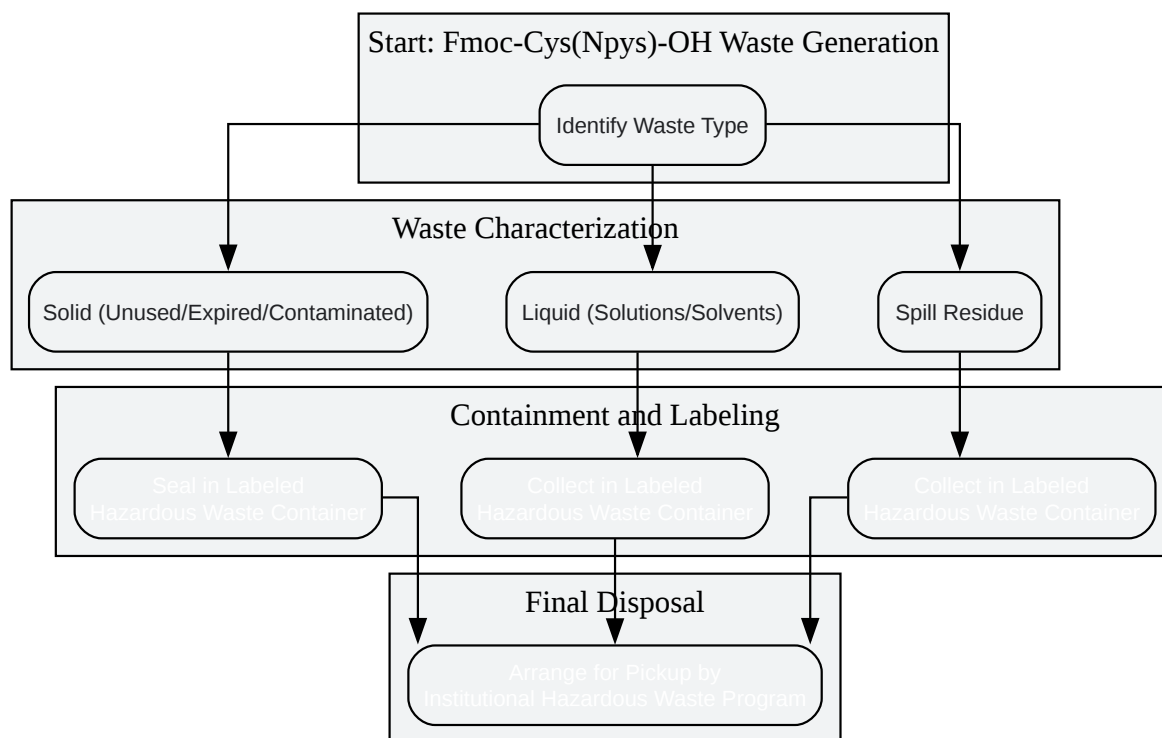 Start: Fmoc-Cys(Npys)-OH Waste Generation
Identify Waste Type
Waste Characterization
Solid (Unused/Expired/Contaminated)
Liquid (Solutions/Solvents)
Spill Residue
Containment and Labeling
Seal in Labeled
Hazardous Waste Container
Collect in Labeled
Hazardous Waste Container
Collect in Labeled
Hazardous Waste Container
Final Disposal
Arrange for Pickup by
Institutional Hazardous Waste Program